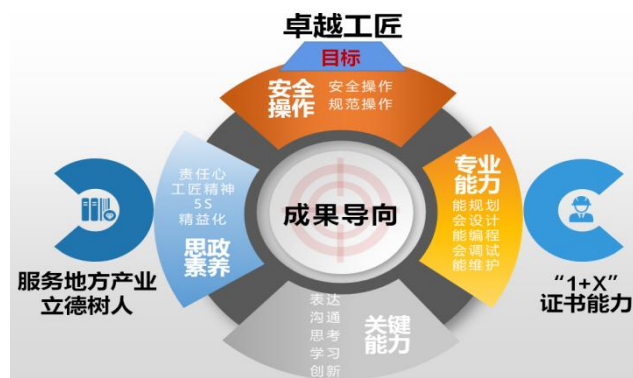 卓越工匠
目标
安全
操作
安全操作
规范操作
责任心
工匠精神
5S
精益化
思政
素养
成果导向
专业
能力
能规划
会设计
能编程
会调试
能维护
服务地方产业
立德树人
“1+X”
证书能力
表达
沟通
思考
学习
创新
关键
能力